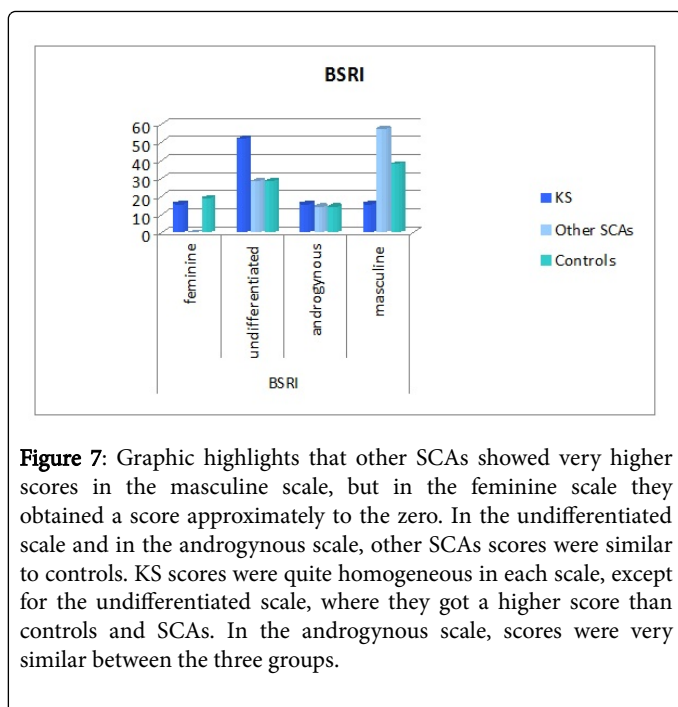 BSRI
60
50
40
30
20
10
0
feminine
undifferentiated
androgynous
masculine
BSRI
KS
Other SCAs
Controls
Figure 7: Graphic highlights that other SCAs showed very higher
scores in the masculine scale, but in the feminine scale they
obtained a score approximately to the zero. In the undifferentiated
scale and in the androgynous scale, other SCAs scores were similar
to controls. KS scores were quite homogeneous in each scale, except
for the undifferentiated scale, where they got a higher score than
controls and SCAs. In the androgynous scale, scores were very
similar between the three groups.